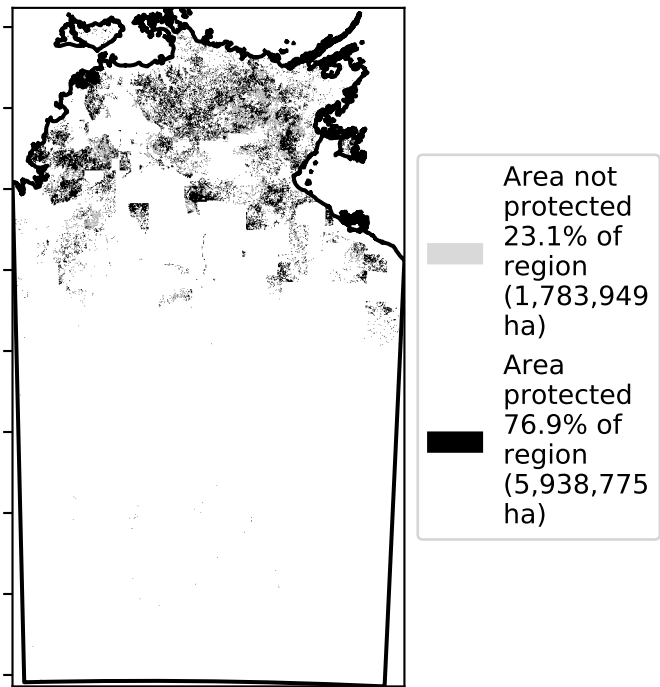 Area not
protected
23.1% of
region
(1,783,949
ha)
Area
protected
76.9% of
region
(5,938,775
ha)